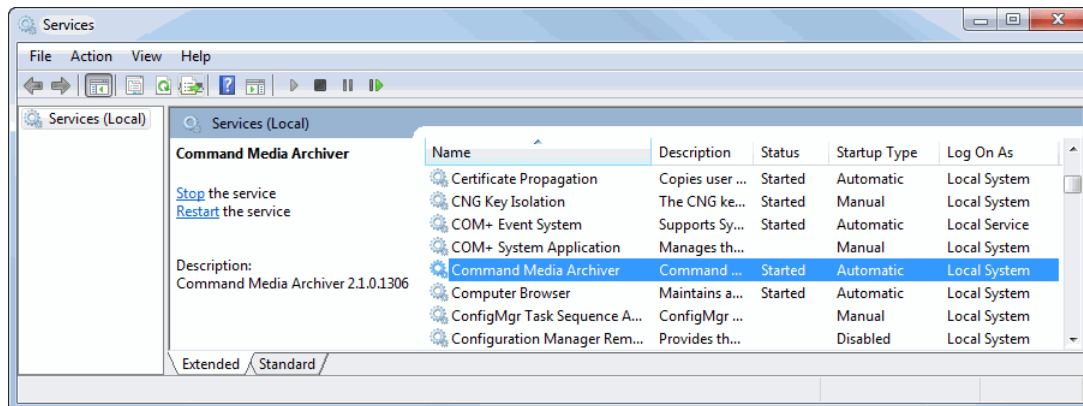 Services
File Action View Help
Services (Local)
Services (Local)
Command Media Archiver
Stop the service
Restart the service
Description:
Command Media Archiver 2.1.0.1306
Name Description Status Startup Type Log On As
Certificate Propagation Copies user ... Started Automatic Local System
CNG Key Isolation The CNG ke... Started Manual Local System
COM+ Event System Supports Sy... Started Automatic Local Service
COM+ System Application Manages th... Manual Local System
Command Media Archiver Command ... Started Automatic Local System
Computer Browser Maintains a... Started Automatic Local System
ConfigMgr Task Sequence A... ConfigMgr ... Manual Local System
Configuration Manager Rem... Provides th... Disabled Local System
Extended Standard